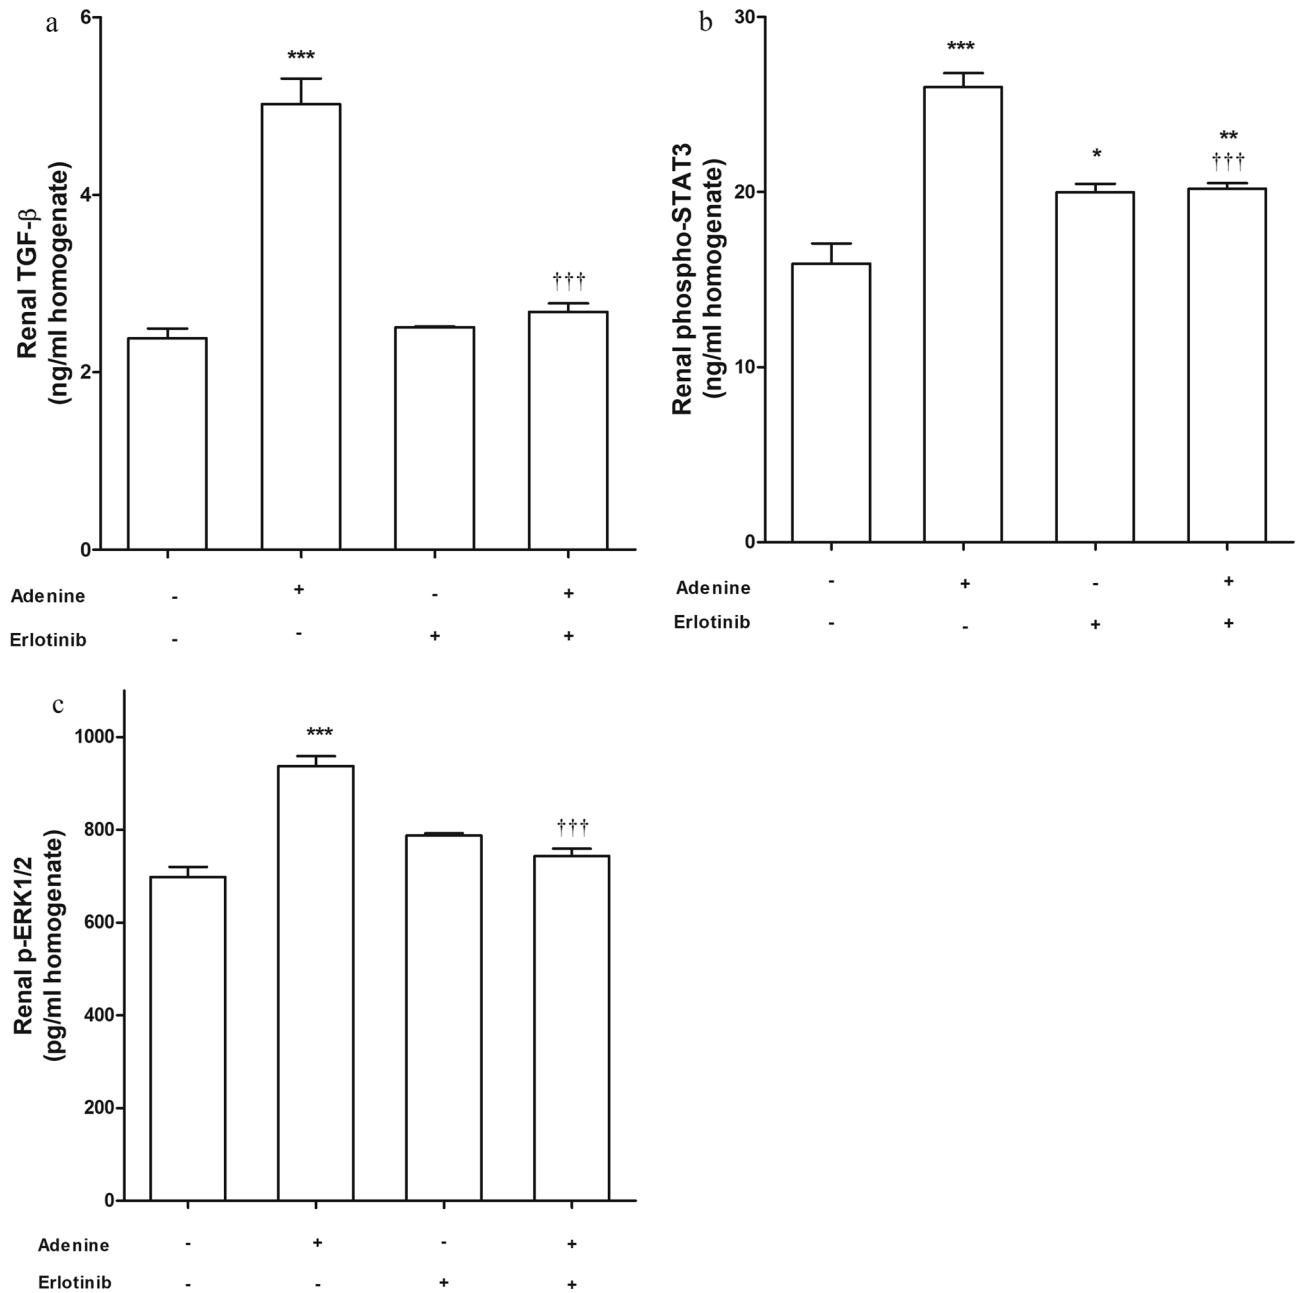 a
Renal TGF-β
(ng/ml homogenate)
6
4
2
0
***
†††
Adenine - + - +
Erlotinib - - + +
b
Renal phospho-STAT3
(ng/ml homogenate)
30
20
10
0
***
*
**
†††
Adenine - + - +
Erlotinib - - + +
c
Renal p-ERK1/2
(pg/ml homogenate)
1000
800
600
400
200
0
***
†††
Adenine - + - +
Erlotinib - - + +